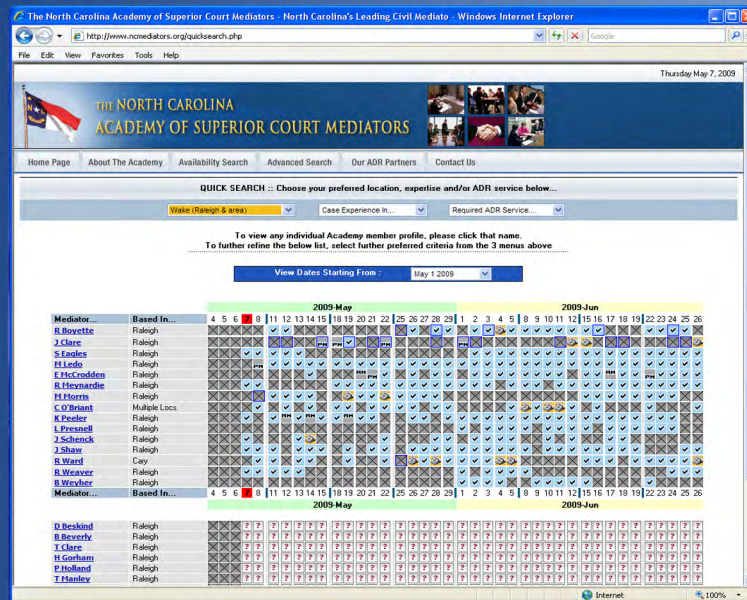 The North Carolina Academy of Superior Court Mediators - North Carolina's Leading Civil Mediato - Windows Internet Explorer
http://www.ncmediators.org/quicksearch.php
Google
File Edit View Favorites Tools Help
Thursday May 7, 2009
THE NORTH CAROLINA
ACADEMY OF SUPERIOR COURT MEDIATORS
Home Page About The Academy Availability Search Advanced Search Our ADR Partners Contact Us
QUICK SEARCH :: Choose your preferred location, expertise and/or ADR service below...
Wake (Raleigh & area) Case Experience In... Required ADR Service...
To view any individual Academy member profile, please click that name.
To further refine the below list, select further preferred criteria from the 3 menus above
View Dates Starting From : May 1 2009
2009-May 2009-Jun
Mediator... Based In... 4 5 6 7 8 11 12 13 14 15 18 19 20 21 22 25 26 27 28 29 1 2 3 4 5 8 9 10 11 12 15 16 17 18 19 22 23 24 25 26
R Boyette Raleigh
J Clare Raleigh PM PM PM PM
S Eagles Raleigh
M Ledo Raleigh PM
E McCrodden Raleigh AM PM AM PM
R Meynardie Raleigh
M Morris Raleigh
C O'Briant Multiple Locs.
K Peeler Raleigh AM AM AM
L Presnell Raleigh
J Schenck Raleigh
J Shaw Raleigh
R Ward Cary
R Weaver Raleigh
B Weyher Raleigh
Mediator... Based In... 4 5 6 7 8 11 12 13 14 15 18 19 20 21 22 25 26 27 28 29 1 2 3 4 5 8 9 10 11 12 15 16 17 18 19 22 23 24 25 26
2009-May 2009-Jun
D Beskind Raleigh ? ? ? ? ? ? ? ? ? ? ? ? ? ? ? ? ? ? ? ? ? ? ? ? ? ? ? ? ? ? ? ? ? ? ? ? ?
B Beverly Raleigh ? ? ? ? ? ? ? ? ? ? ? ? ? ? ? ? ? ? ? ? ? ? ? ? ? ? ? ? ? ? ? ? ? ? ? ? ?
T Clare Raleigh ? ? ? ? ? ? ? ? ? ? ? ? ? ? ? ? ? ? ? ? ? ? ? ? ? ? ? ? ? ? ? ? ? ? ? ? ?
H Gorham Raleigh ? ? ? ? ? ? ? ? ? ? ? ? ? ? ? ? ? ? ? ? ? ? ? ? ? ? ? ? ? ? ? ? ? ? ? ? ?
P Holland Raleigh ? ? ? ? ? ? ? ? ? ? ? ? ? ? ? ? ? ? ? ? ? ? ? ? ? ? ? ? ? ? ? ? ? ? ? ? ?
T Manley Raleigh ? ? ? ? ? ? ? ? ? ? ? ? ? ? ? ? ? ? ? ? ? ? ? ? ? ? ? ? ? ? ? ? ? ? ? ? ?
Internet 100%